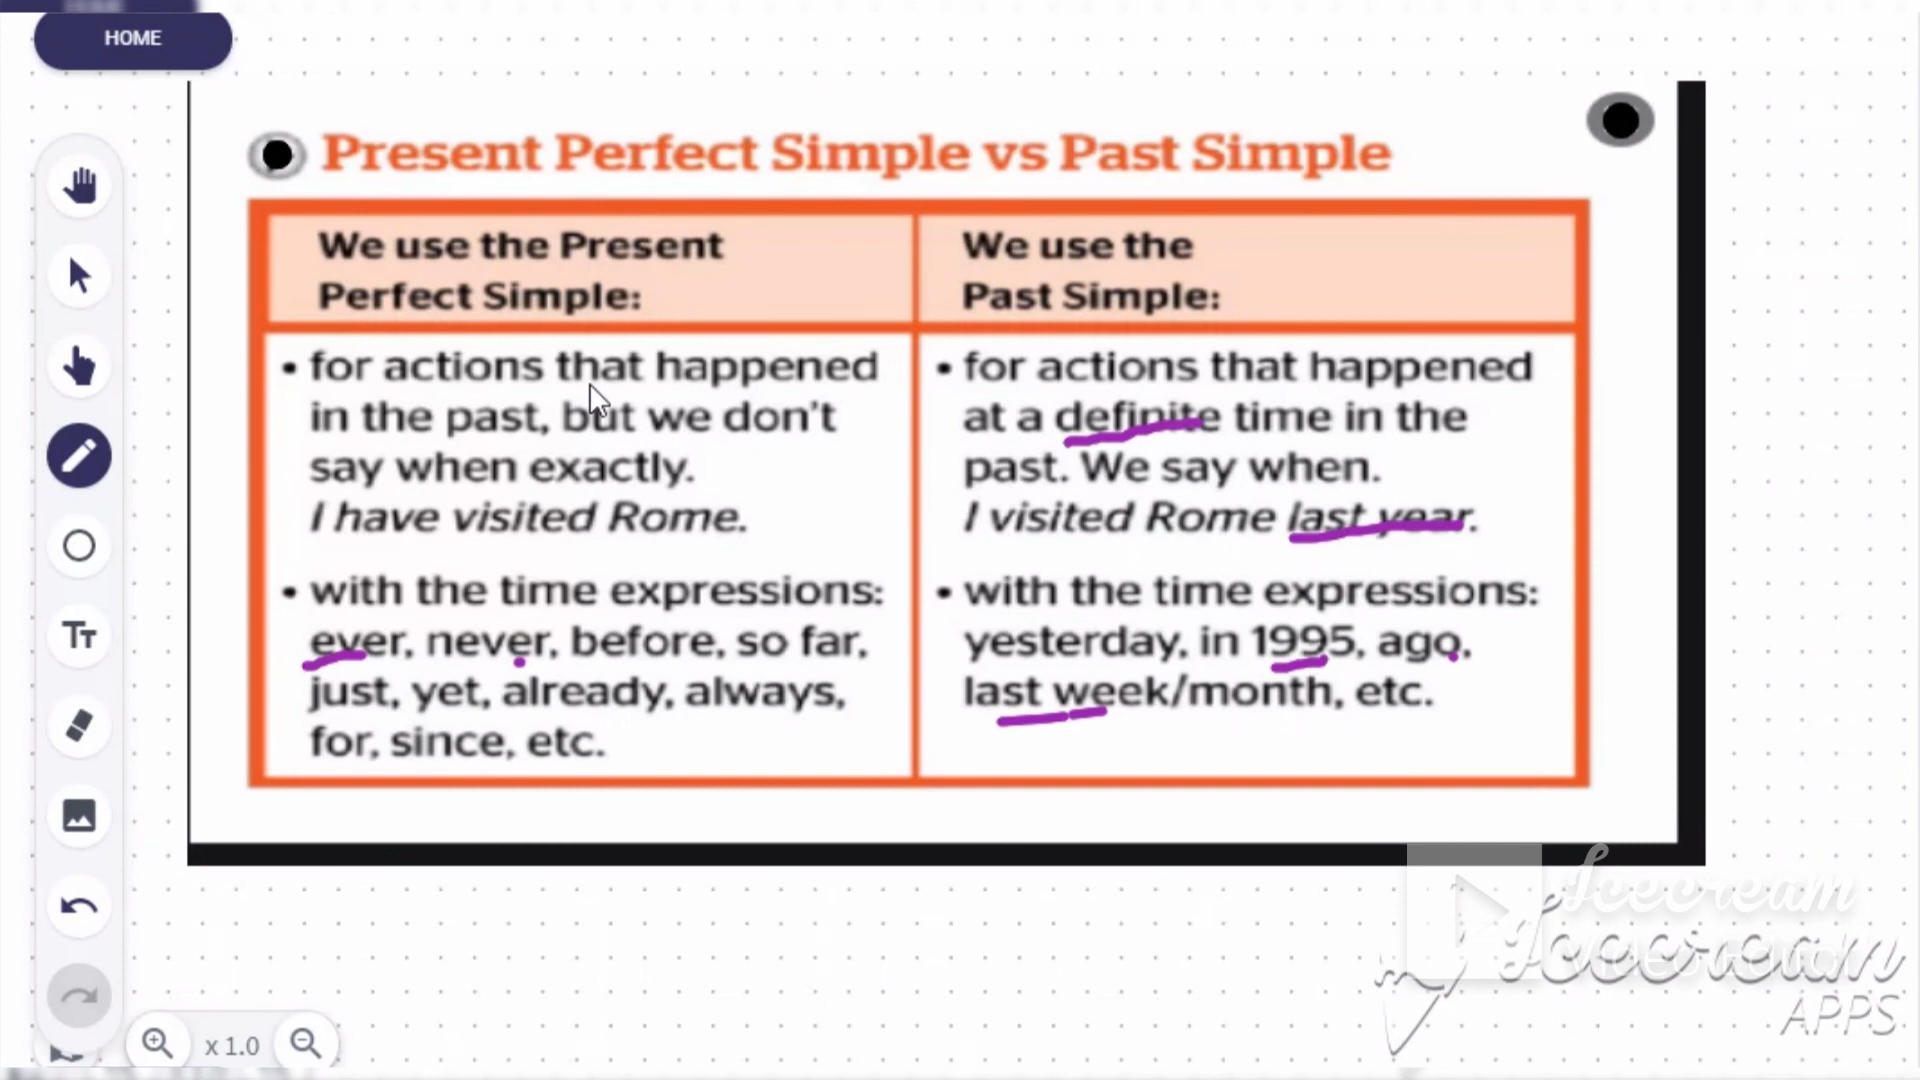 HOME
Present Perfect Simple vs Past Simple
We use the Present
Perfect Simple:
• for actions that happened
in the past, but we don't
say when exactly.
I have visited Rome.
• with the time expressions:
ever, never, before, so far,
just, yet, already, always,
for, since, etc.
We use the
Past Simple:
• for actions that happened
at a definite time in the
past. We say when.
I visited Rome last year.
• with the time expressions:
yesterday, in 1995, ago,
last week/month, etc.
TT
x 1.0
Icecream
Icecream
APPS